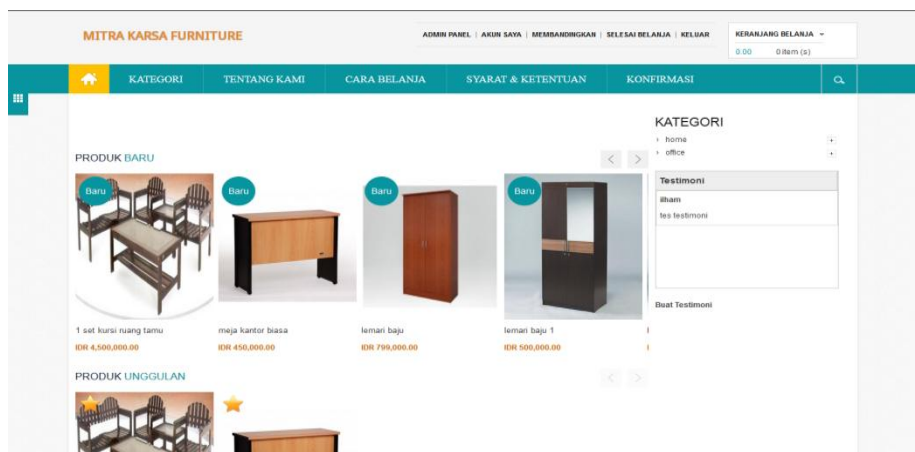 MITRA KARSA FURNITURE
ADMIN PANEL | AKUN SAYA | MEMBANDINGKAN | SELESAI BELANJA | KELUAR
KERANJANG BELANJA
0.00 0 item (s)
KATEGORI TENTANG KAMI CARA BELANJA SYARAT & KETENTUAN KONFIRMASI
KATEGORI
home
office
PRODUK BARU
Testimoni
ilham
tes testimoni
Buat Testimoni
Baru Baru Baru Baru
1 set kursi ruang tamu meja kantor biasa lemari baju lemari baju 1
IDR 4,500,000.00 IDR 450,000.00 IDR 799,000.00 IDR 500,000.00
PRODUK UNGGULAN